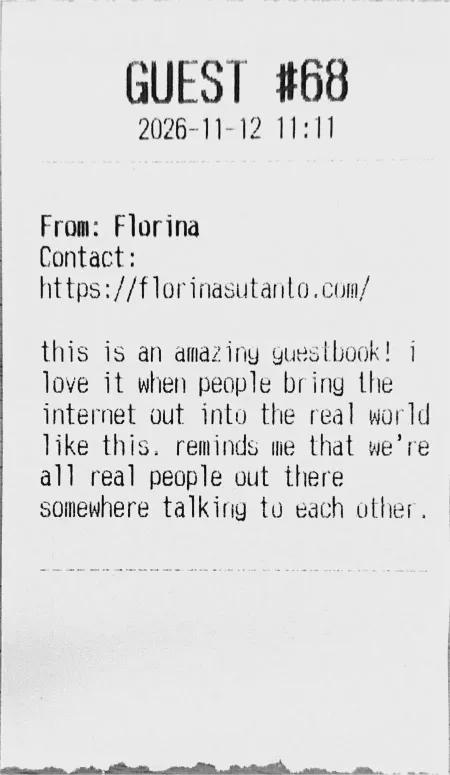 GUEST #68
2026-11-12 11:11
From: Florina
Contact:
https://florinasutanto.com/
this is an amazing guestbook! i
love it when people bring the
internet out into the real world
like this. reminds me that we're
all real people out there
somewhere talking to each other.